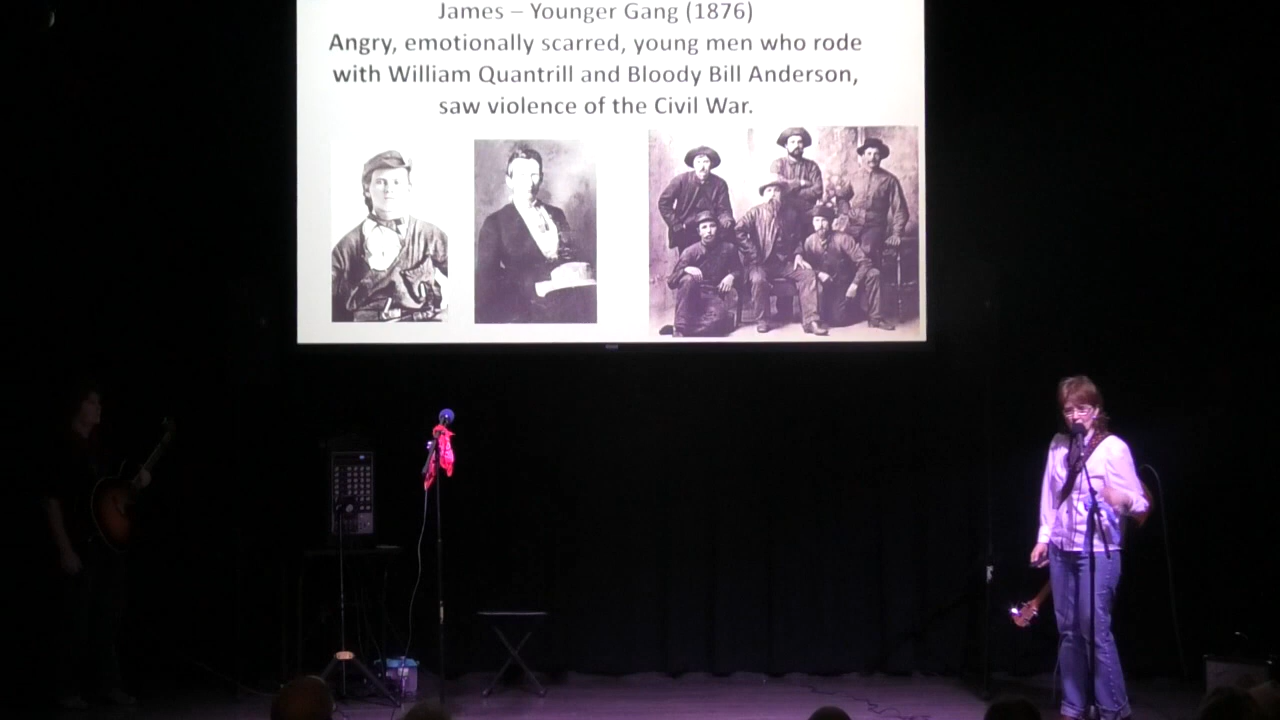 James – Younger Gang (1876)
Angry, emotionally scarred, young men who rode
with William Quantrill and Bloody Bill Anderson,
saw violence of the Civil War.